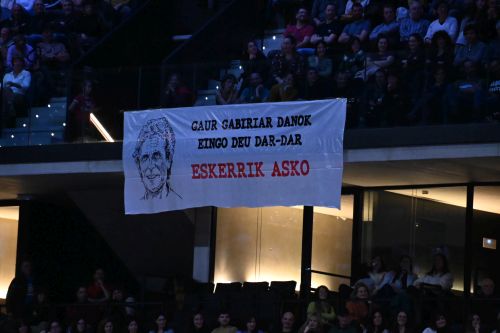 GAUR GABIRIAR DANOK
EINGO DEU DAR-DAR
ESKERRIK ASKO